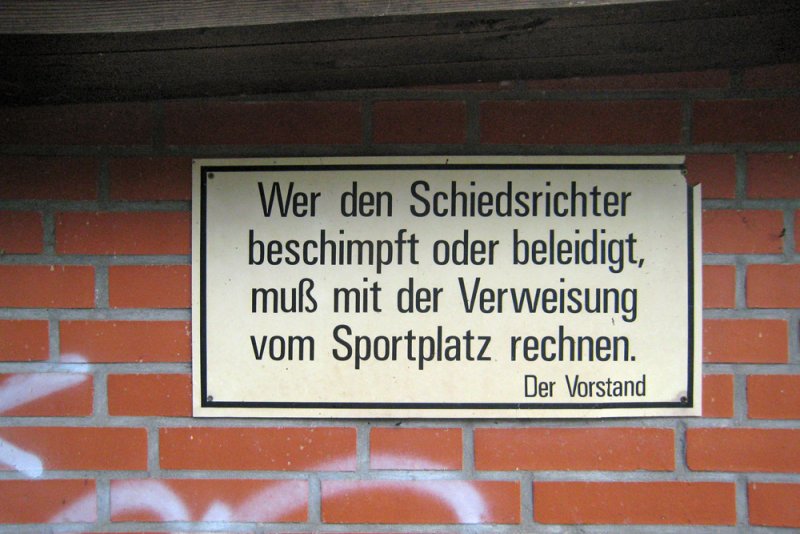 Wer den Schiedsrichter
beschimpft oder beleidigt,
muß mit der Verweisung
vom Sportplatz rechnen.
Der Vorstand